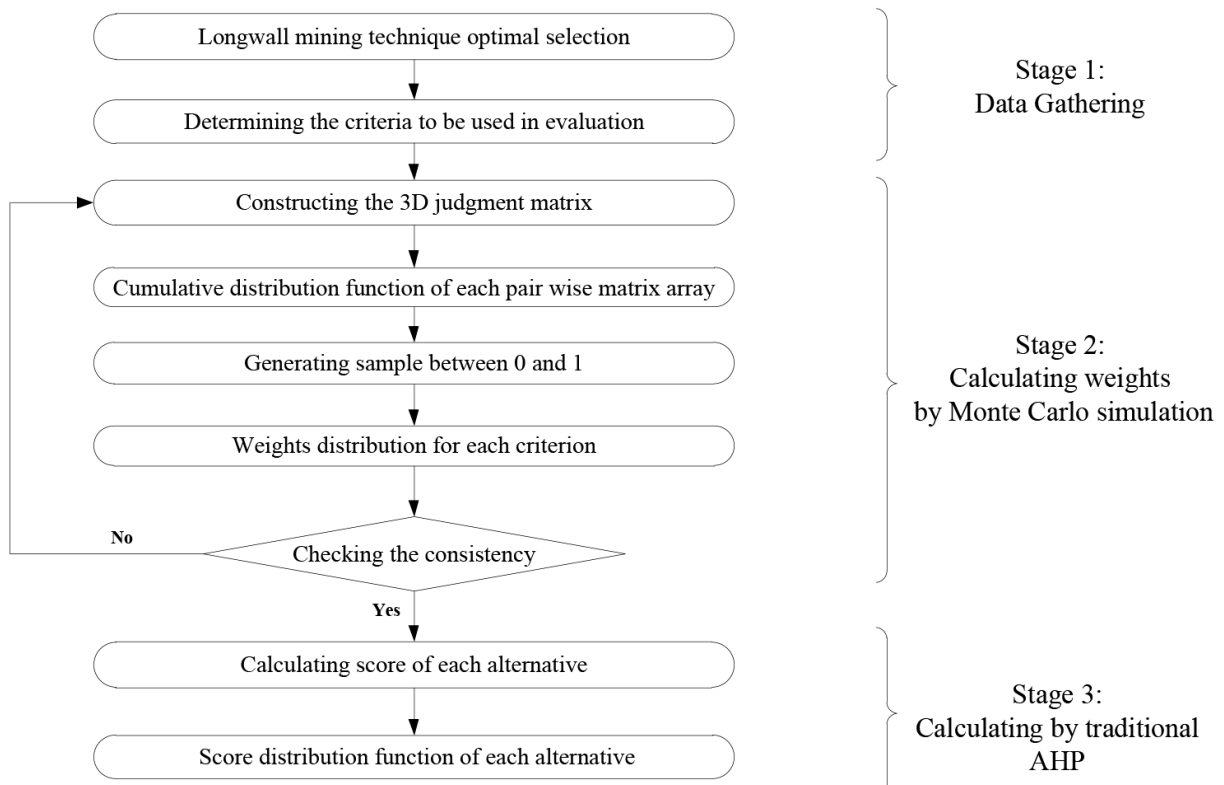 Longwall mining technique optimal selection
Determining the criteria to be used in evaluation
Stage 1:
Data Gathering
Constructing the 3D judgment matrix
Cumulative distribution function of each pair wise matrix array
Generating sample between 0 and 1
Weights distribution for each criterion
No
Checking the consistency
Yes
Stage 2:
Calculating weights
by Monte Carlo simulation
Calculating score of each alternative
Score distribution function of each alternative
Stage 3:
Calculating by traditional
AHP